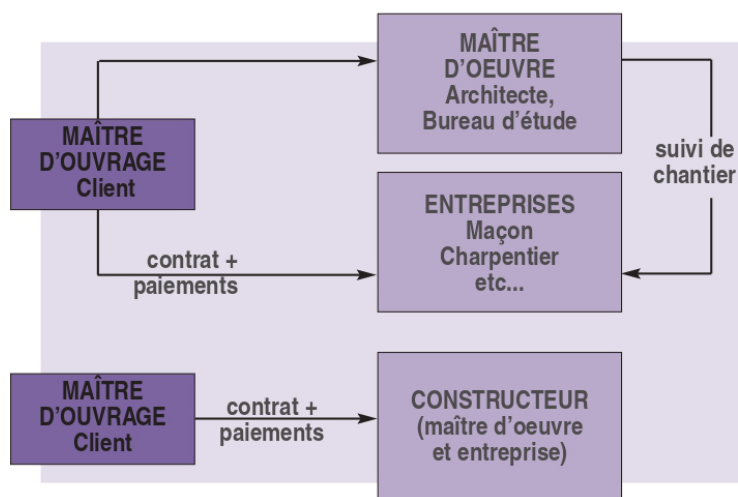 MAÎTRE
D'OEUVRE
Architecte,
Bureau d'étude
MAÎTRE
D'OUVRAGE
Client
suivi de
chantier
ENTREPRISES
Maçon
Charpentier
etc...
contrat +
paiements
MAÎTRE
D'OUVRAGE
Client
contrat +
paiements
CONSTRUCTEUR
(maître d'oeuvre
et entreprise)